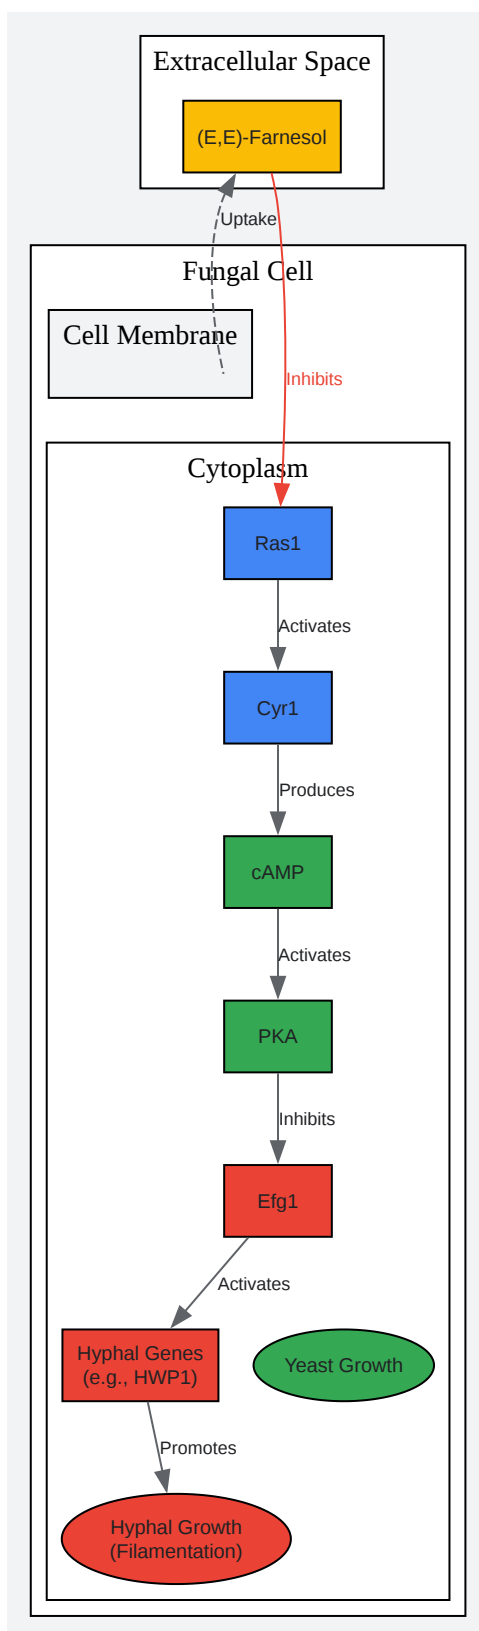 Extracellular Space
(E,E)-Farnesol
Uptake
Fungal Cell
Cell Membrane
Inhibits
Cytoplasm
Ras1
Activates
Cyr1
Produces
cAMP
Activates
PKA
Inhibits
Efg1
Activates
Hyphal Genes
(e.g., HWP1)
Yeast Growth
Promotes
Hyphal Growth
(Filamentation)